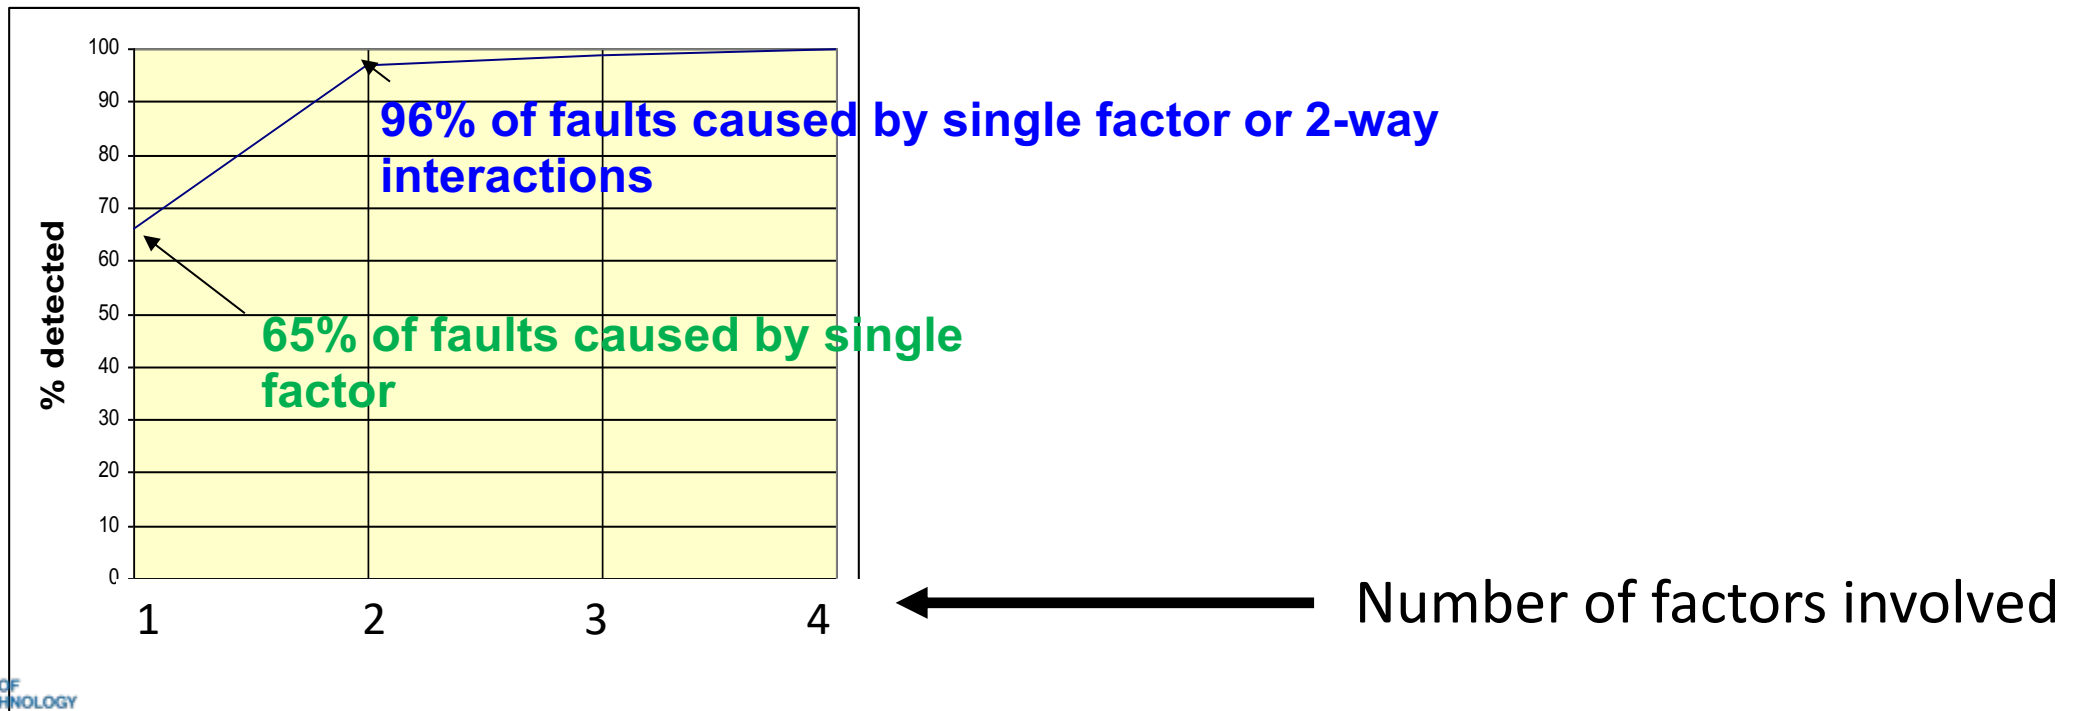 100
90
80
70
60
50
40
30
20
10
0
% detected
96% of faults caused by single factor or 2-way
interactions
65% of faults caused by single
factor
1 2 3 4
Number of factors involved
OF
HNOLOGY